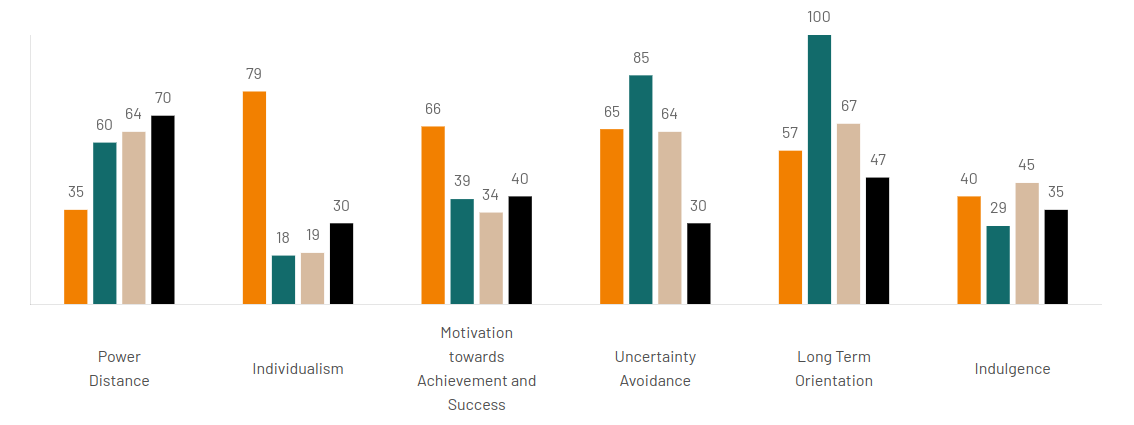 35
60
64
70
79
18
19
30
66
39
34
40
65
85
64
30
57
100
67
47
40
29
45
35
Power
Distance
Individualism
Motivation
towards
Achievement and
Success
Uncertainty
Avoidance
Long Term
Orientation
Indulgence